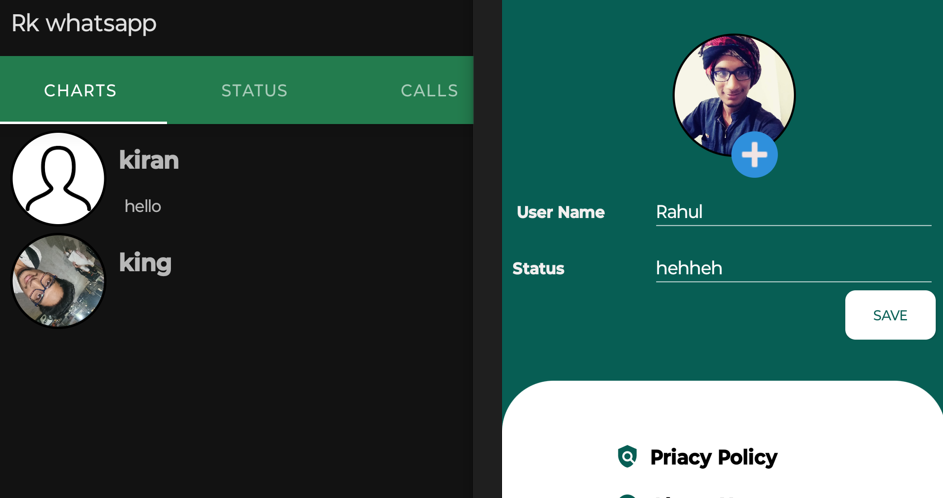 Rk whatsapp
CHARTS STATUS CALLS
kiran
hello
king
User Name Rahul
Status hehheh
SAVE
Priacy Policy